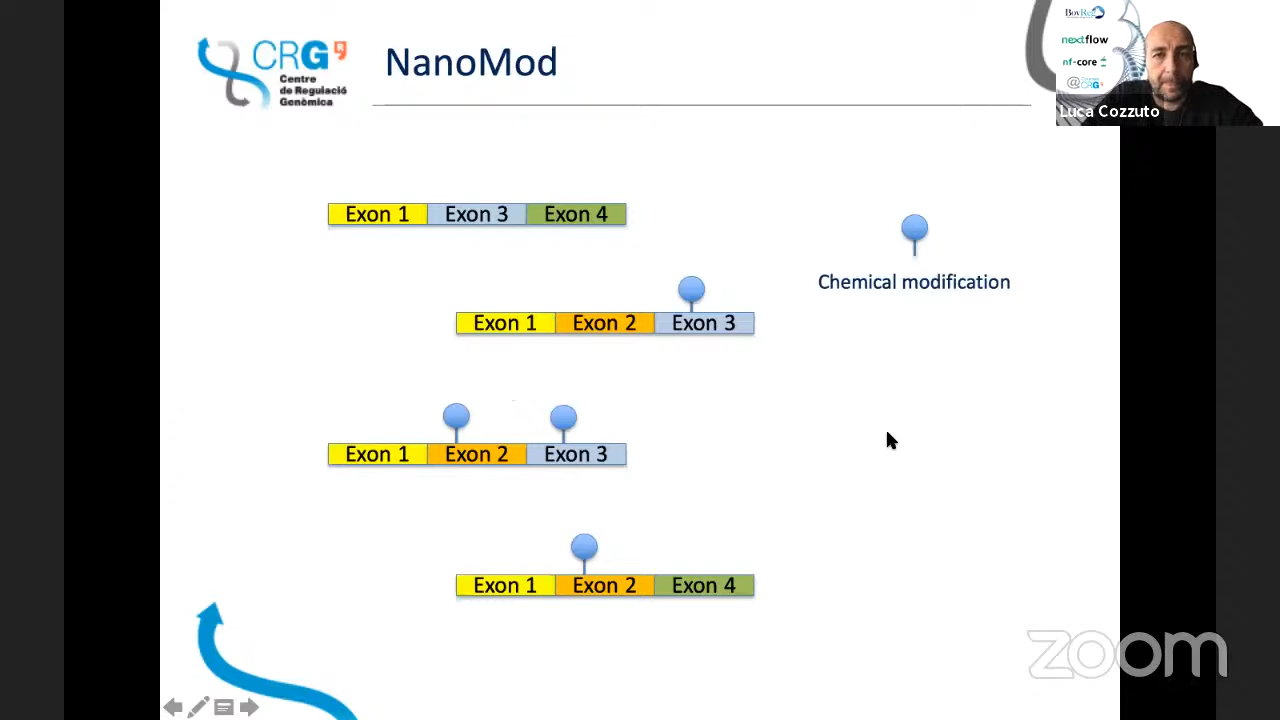 CRG
Centre
de Regulació
Genòmica
NanoMod
BovReg
nextflow
nf-core
CRG
Luca Cozzuto
Exon 1 Exon 3 Exon 4
Chemical modification
Exon 1 Exon 2 Exon 3
Exon 1 Exon 2 Exon 3
Exon 1 Exon 2 Exon 4
zoom